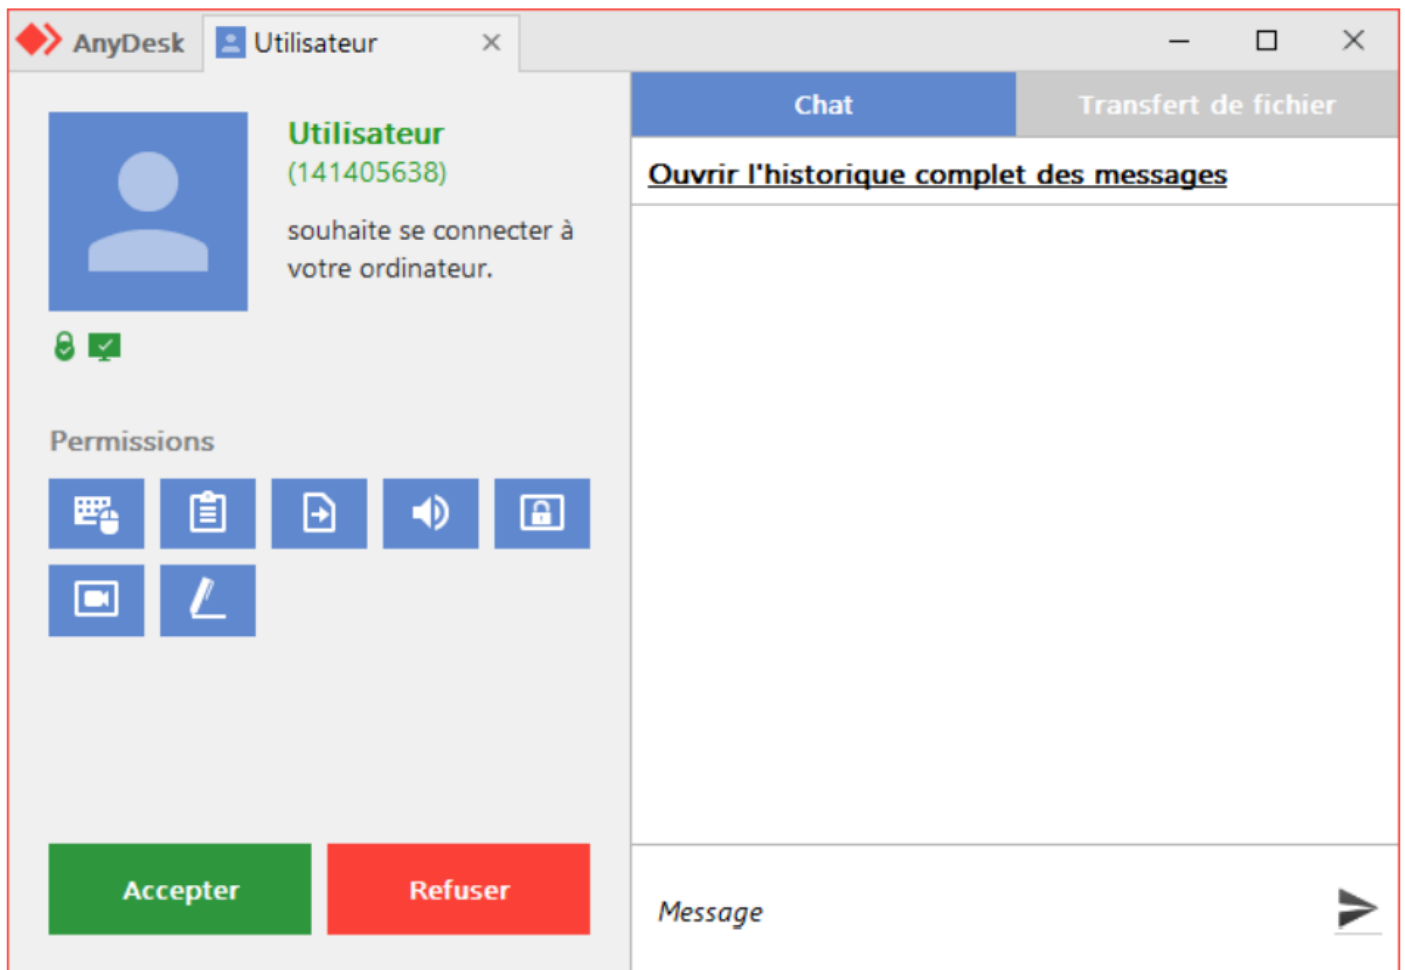 AnyDesk
Utilisateur
Utilisateur
(141405638)
souhaite se connecter à
votre ordinateur.
Permissions
Accepter
Refuser
Chat
Transfert de fichier
Ouvrir l'historique complet des messages
Message